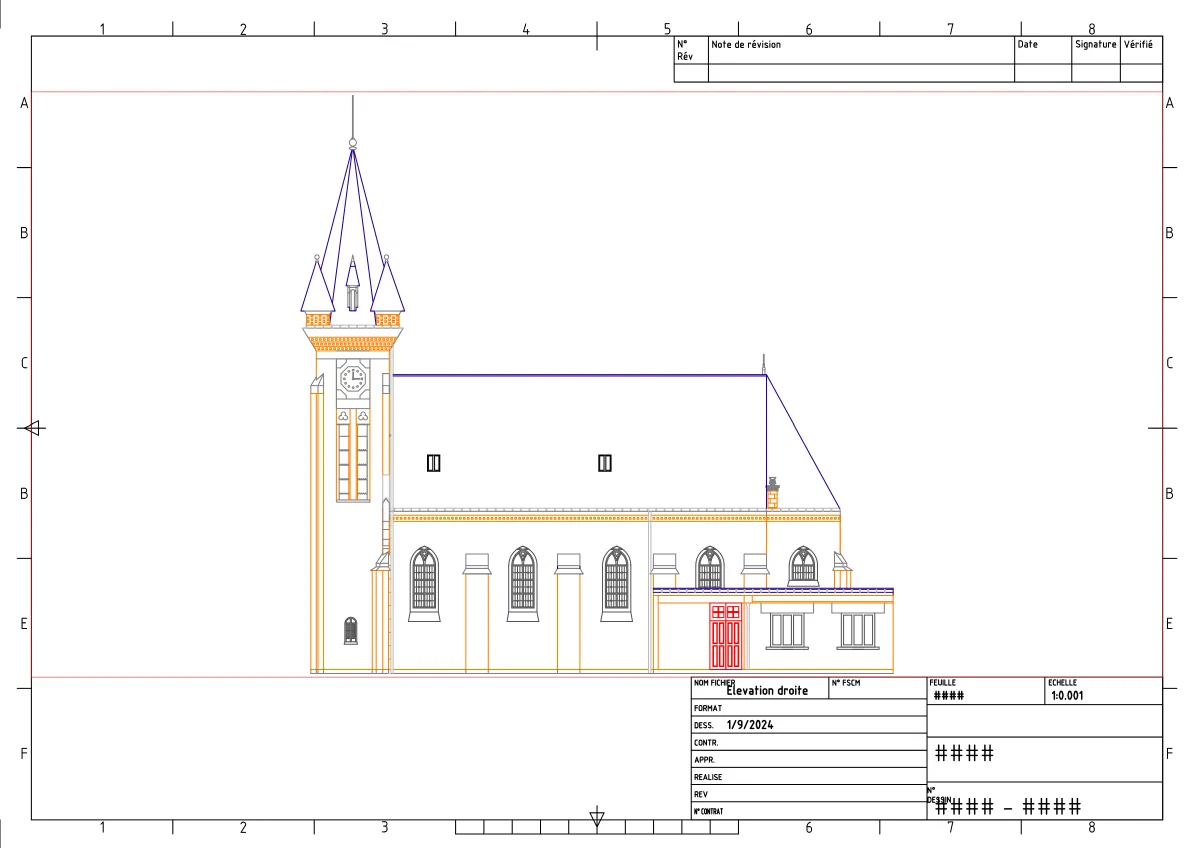 1 2 3 4 5 6 7 8
N° Note de révision Date Signature Vérifié
Rév
A A
B B
C C
B B
E E
NOM FICHIER N° FSCM FEUILLE ECHELLE
Elevation droite #### 1:0.001
FORMAT
DESS. 1/9/2024
CONTR.
F #### F
APPR.
REALISE
REV N°
DESSIN
N° CONTRAT #### - ####
1 2 3 6 7 8